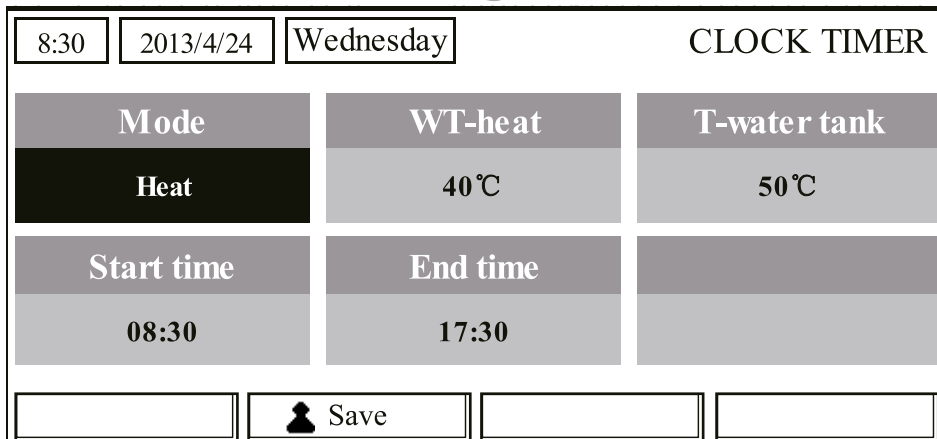 8:30 2013/4/24 Wednesday CLOCK TIMER
Mode WT-heat T-water tank
Heat 40℃ 50℃
Start time End time
08:30 17:30
Save